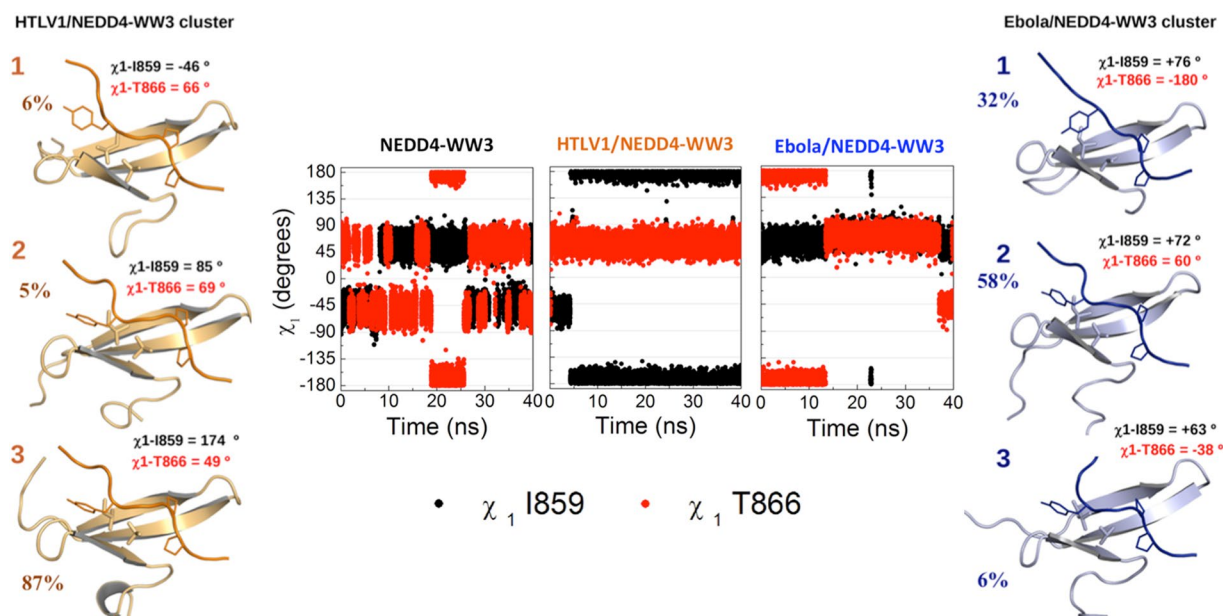 HTLV1/NEDD4-WW3 cluster
1
χ1-I859 = -46 º
χ1-T866 = 66 º
6%
2
χ1-I859 = 85 º
χ1-T866 = 69 º
5%
3
χ1-I859 = 174 º
χ1-T866 = 49 º
87%
NEDD4-WW3
HTLV1/NEDD4-WW3
Ebola/NEDD4-WW3
χ1 (degrees)
180
135
90
45
0
-45
-90
-135
-180
0 10 20 30 40
0 10 20 30 40
0 10 20 30 40
Time (ns)
Time (ns)
Time (ns)
χ 1 I859
χ 1 T866
Ebola/NEDD4-WW3 cluster
1
χ1-I859 = +76 º
χ1-T866 = -180 º
32%
2
χ1-I859 = +72 º
χ1-T866 = 60 º
58%
3
χ1-I859 = +63 º
χ1-T866 = -38 º
6%